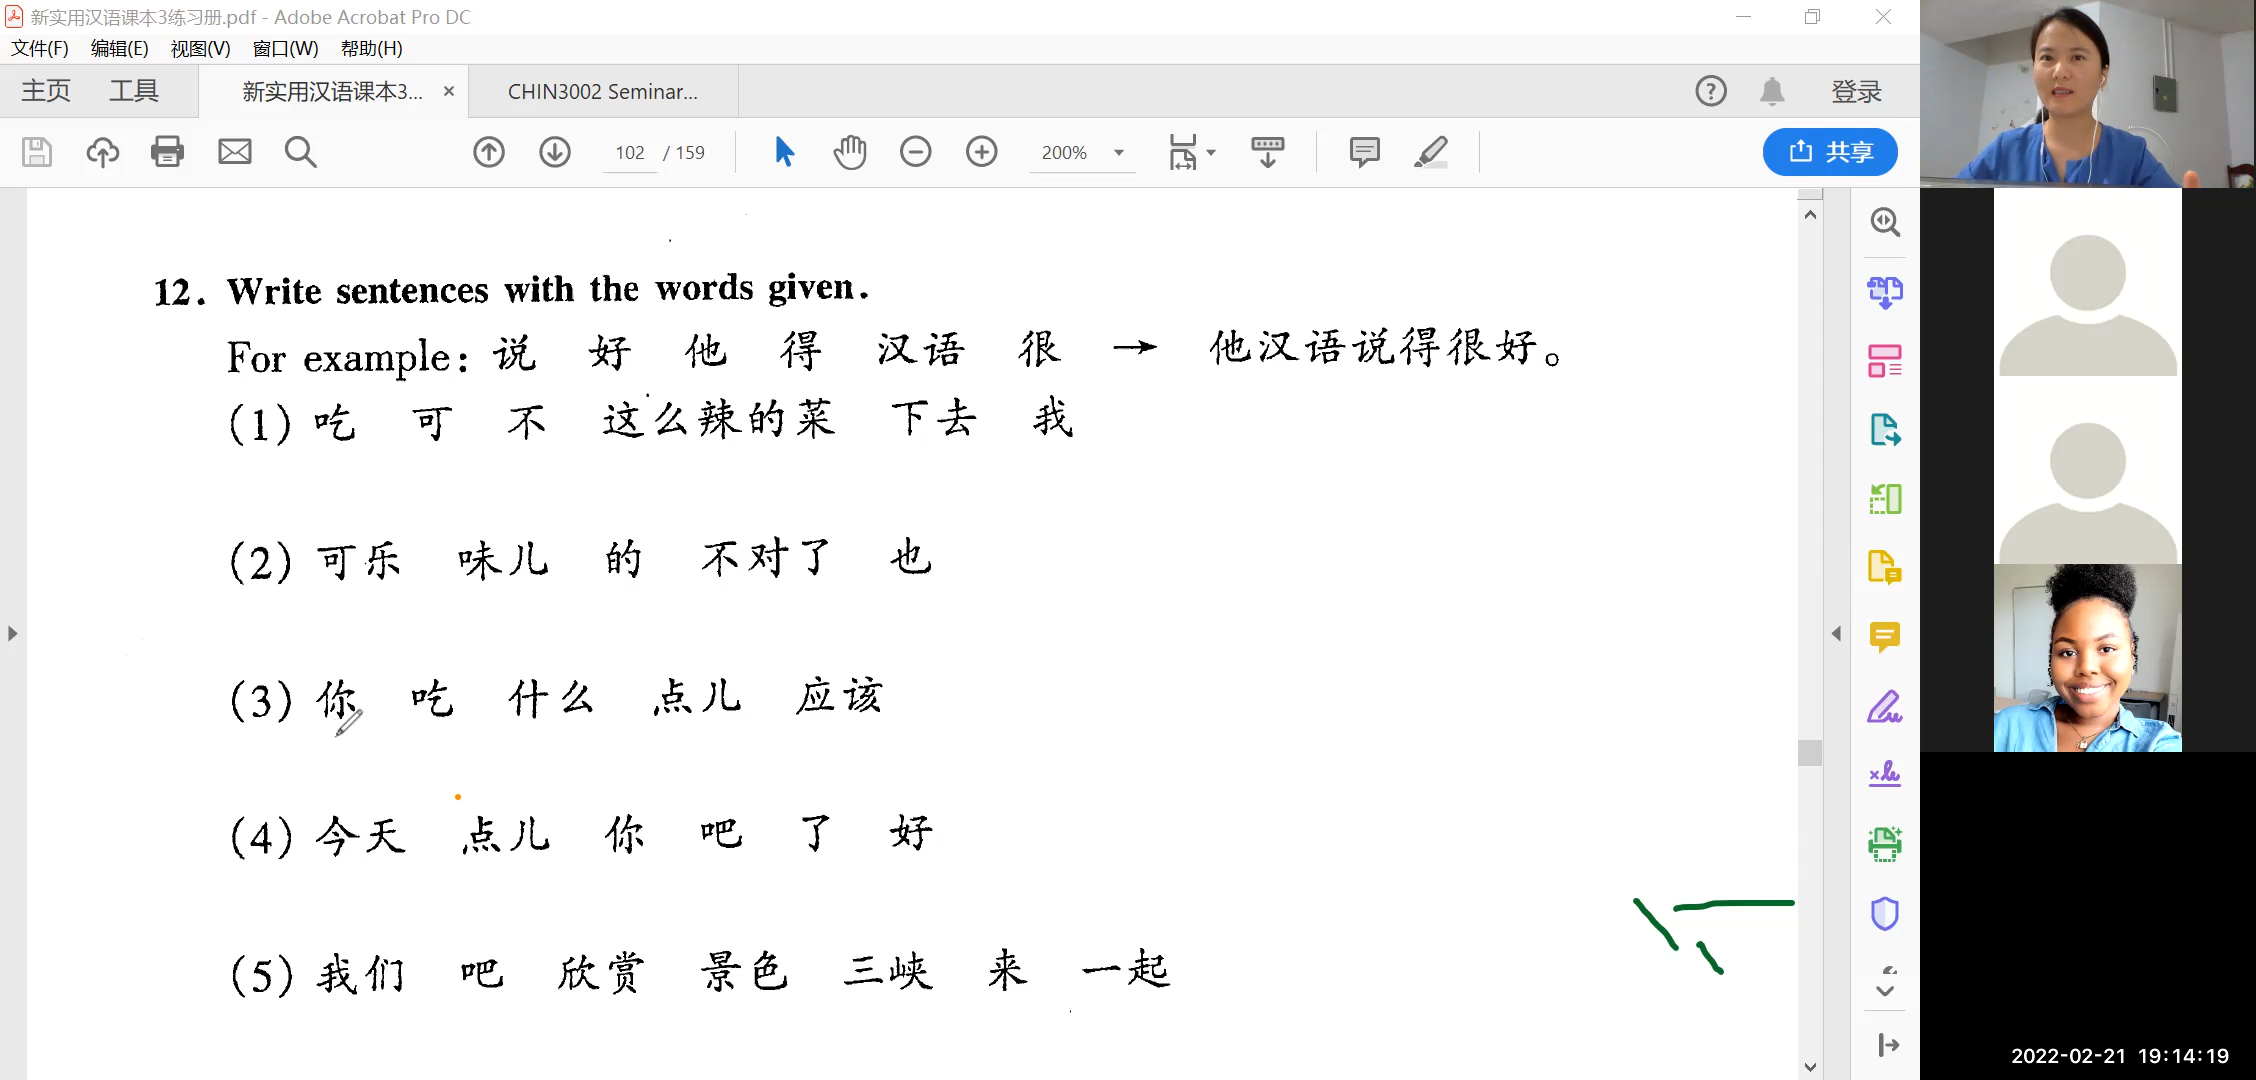 新实用汉语课本3练习册.pdf - Adobe Acrobat Pro DC
文件(F) 编辑(E) 视图(V) 窗口(W) 帮助(H)
主页 工具 新实用汉语课本3... × CHIN3002 Seminar... 登录
102 / 159 200% 共享
12. Write sentences with the words given.
For example: 说 好 他 得 汉语 很 → 他汉语说得很好。
(1) 吃 可 不 这么辣的菜 下去 我
(2) 可乐 味儿 的 不对了 也
(3) 你 吃 什么 点儿 应该
(4) 今天 点儿 你 吧 了 好
(5) 我们 吧 欣赏 景色 三峡 来 一起
2022-02-21 19:14:19